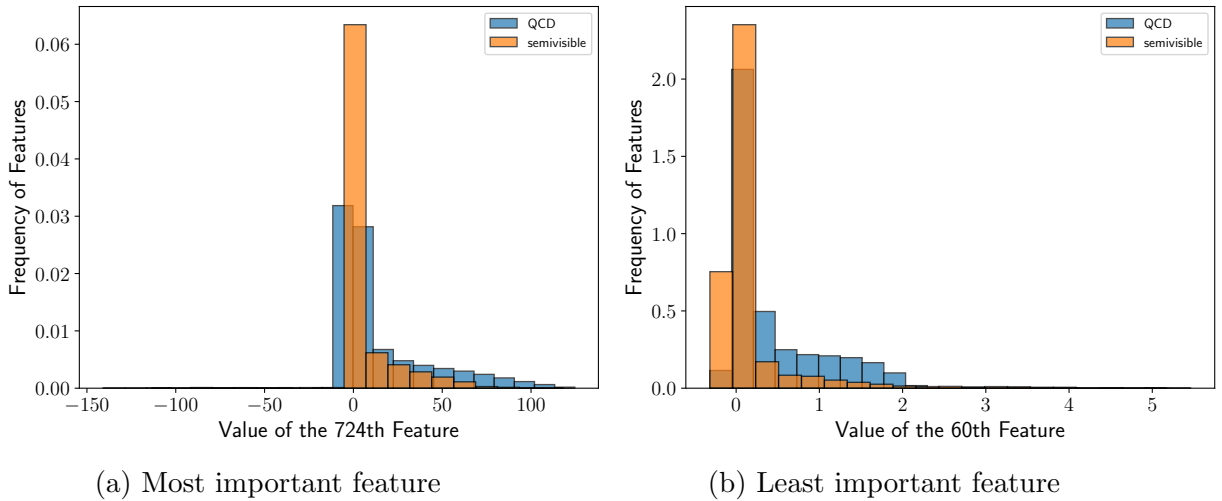 QCD
semivisible
0.06
0.05
0.04
0.03
0.02
0.01
0.00
Frequency of Features
−150
−100
−50
0
50
100
Value of the 724th Feature
(a) Most important feature
QCD
semivisible
2.0
1.5
1.0
0.5
0.0
Frequency of Features
0
1
2
3
4
5
Value of the 60th Feature
(b) Least important feature